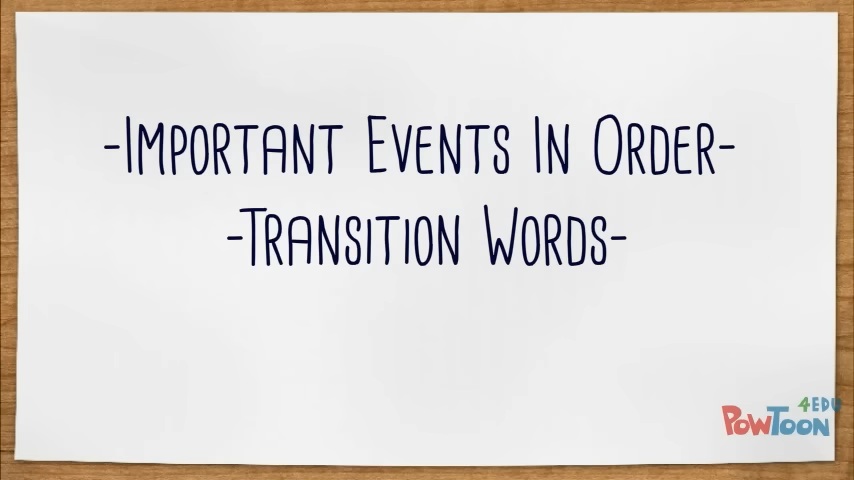 -Important Events In Order-
-Transition Words-
4EDU
PowToon